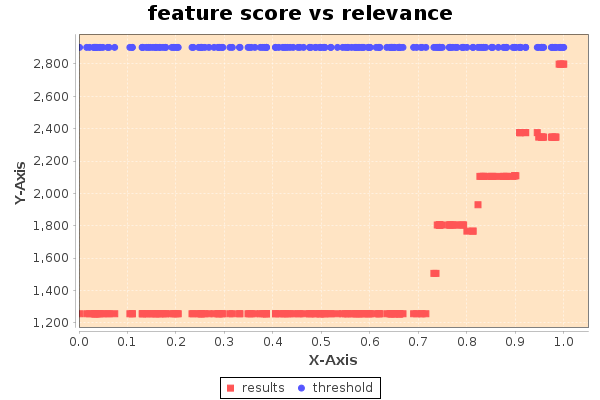 feature score vs relevance
Y-Axis
2,800
2,600
2,400
2,200
2,000
1,800
1,600
1,400
1,200
0.0 0.1 0.2 0.3 0.4 0.5 0.6 0.7 0.8 0.9 1.0
X-Axis
results threshold